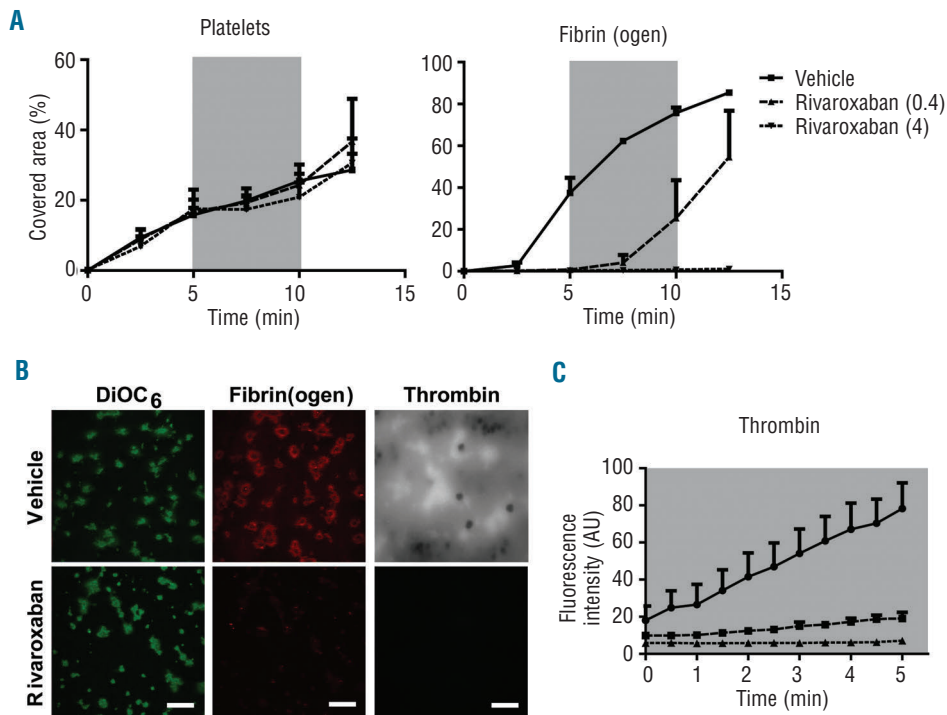 A
Platelets
Fibrin (ogen)
Covered area (%)
60
40
20
0
0
5
10
15
Time (min)
100
80
60
40
20
0
0
5
10
15
Time (min)
Vehicle
Rivaroxaban (0.4)
Rivaroxaban (4)
B
DiOC6
Fibrin(ogen)
Thrombin
Vehicle
Rivaroxaban
C
Thrombin
Fluorescence
intensity (AU)
100
80
60
40
20
0
0
1
2
3
4
5
Time (min)